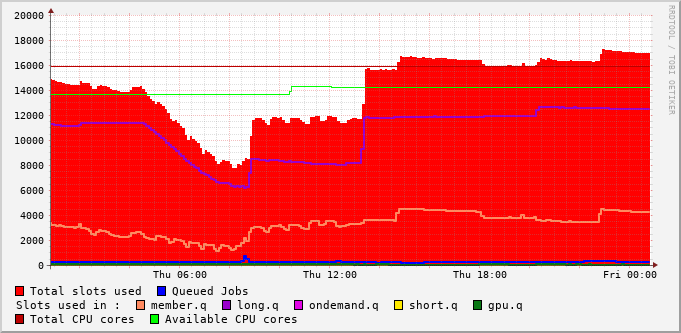 20000
18000
16000
14000
12000
10000
8000
6000
4000
2000
0
Thu 06:00 Thu 12:00 Thu 18:00 Fri 00:00
RRDTOOL / TOBI OETIKER
Total slots used Queued Jobs
Slots used in : member.q long.q ondemand.q short.q gpu.q
Total CPU cores Available CPU cores